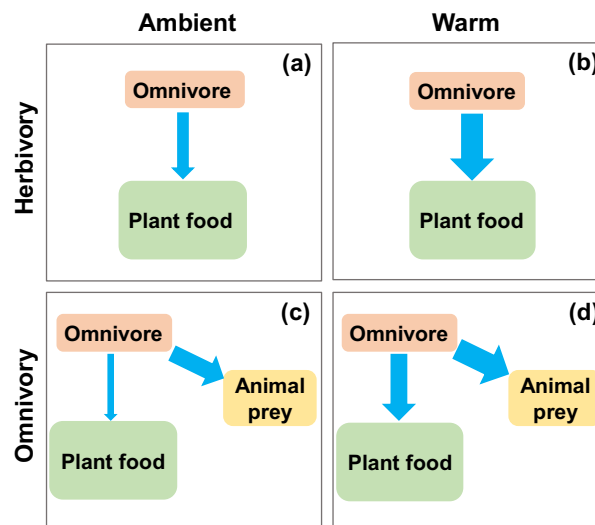 Ambient
Warm
Herbivory
(a)
Omnivore
Plant food
(b)
Omnivore
Plant food
Omnivory
(c)
Omnivore
Animal
prey
Plant food
(d)
Omnivore
Animal
prey
Plant food